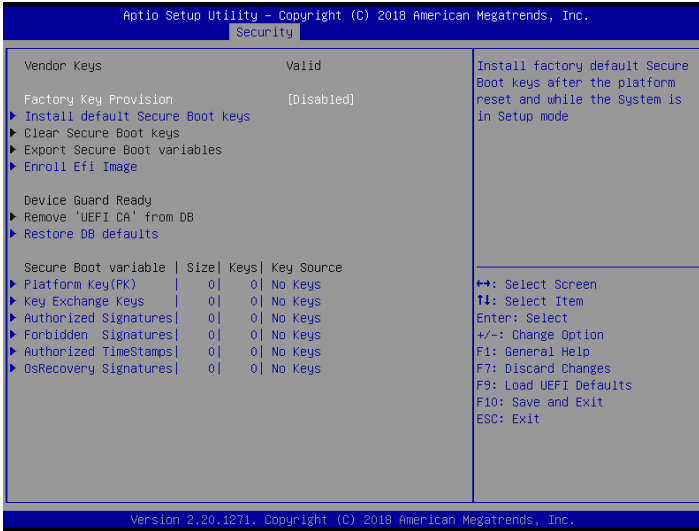 Aptio Setup Utility – Copyright (C) 2018 American Megatrends, Inc.
Security
Vendor Keys Valid
Factory Key Provision [Disabled]
▶ Install default Secure Boot keys
▶ Clear Secure Boot keys
▶ Export Secure Boot variables
▶ Enroll Efi Image
Device Guard Ready
▶ Remove 'UEFI CA' from DB
▶ Restore DB defaults
Secure Boot variable | Size| Keys| Key Source
▶ Platform Key(PK) | 0| 0| No Keys
▶ Key Exchange Keys | 0| 0| No Keys
▶ Authorized Signatures| 0| 0| No Keys
▶ Forbidden Signatures| 0| 0| No Keys
▶ Authorized TimeStamps| 0| 0| No Keys
▶ OsRecovery Signatures| 0| 0| No Keys
Install factory default Secure
Boot keys after the platform
reset and while the System is
in Setup mode
↔: Select Screen
↑↓: Select Item
Enter: Select
+/-: Change Option
F1: General Help
F7: Discard Changes
F9: Load UEFI Defaults
F10: Save and Exit
ESC: Exit
Version 2.20.1271. Copyright (C) 2018 American Megatrends, Inc.